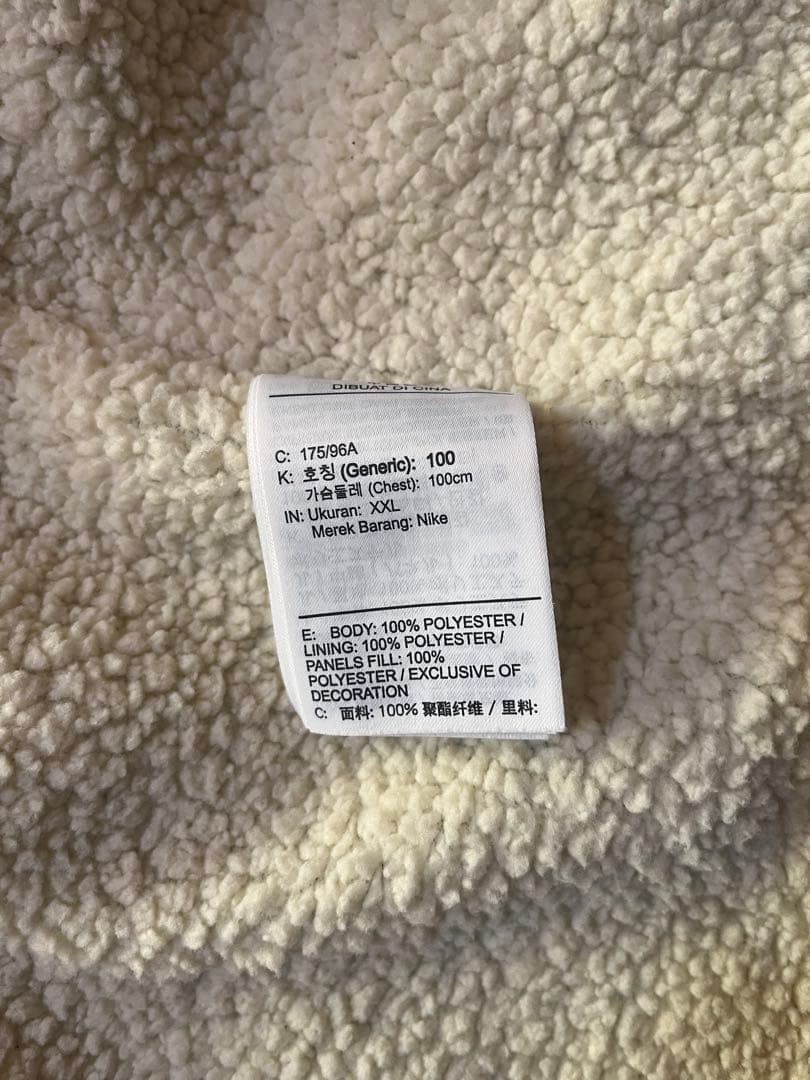 DIBUAT DI CINA
C: 175/96A
K: 호칭 (Generic): 100
가슴둘레 (Chest): 100cm
IN: Ukuran: XXL
Merek Barang: Nike
E: BODY: 100% POLYESTER /
LINING: 100% POLYESTER /
PANELS FILL: 100%
POLYESTER / EXCLUSIVE OF
DECORATION
C: 面料: 100% 聚酯纤维 / 里料: